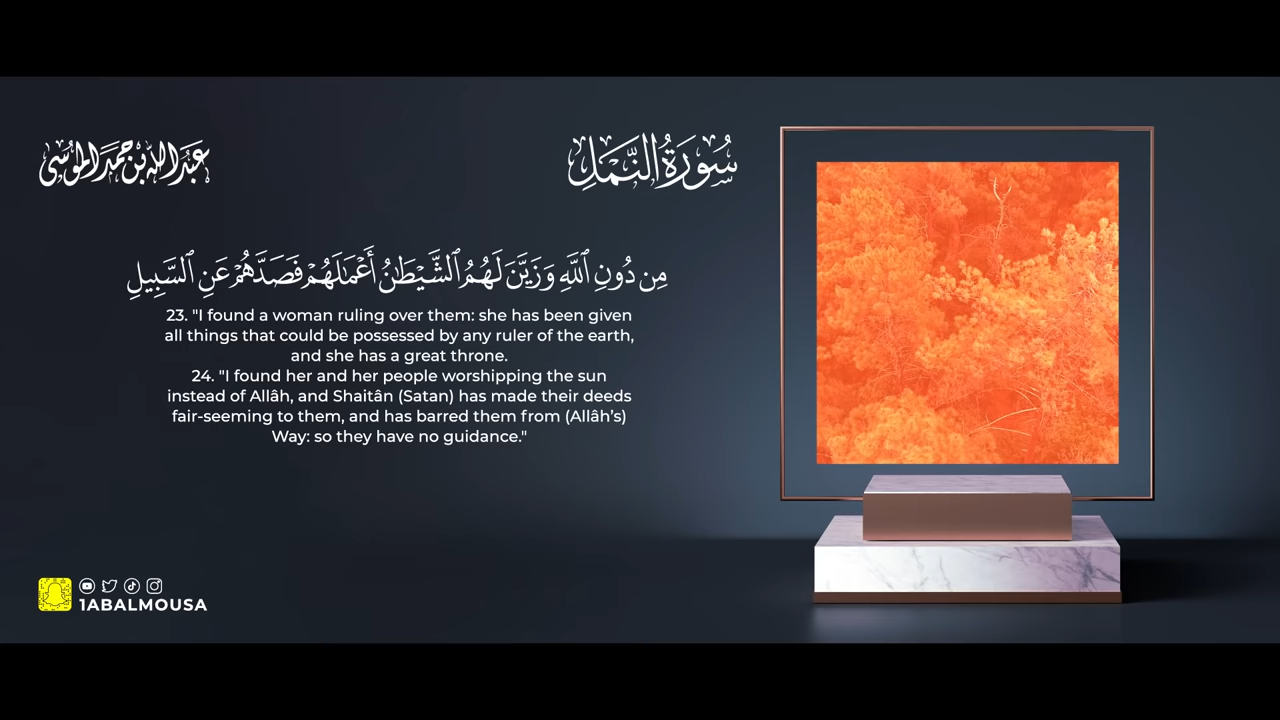 عبدالله بن حمد الموسى
سُورَةُ النَّمْلِ
مِن دُونِ ٱللَّهِ وَزَيَّنَ لَهُمُ ٱلشَّيْطَٰنُ أَعْمَٰلَهُمْ فَصَدَّهُمْ عَنِ ٱلسَّبِيلِ
23. "I found a woman ruling over them: she has been given
all things that could be possessed by any ruler of the earth,
and she has a great throne.
24. "I found her and her people worshipping the sun
instead of Allâh, and Shaitân (Satan) has made their deeds
fair-seeming to them, and has barred them from (Allâh's)
Way: so they have no guidance."
1ABALMOUSA